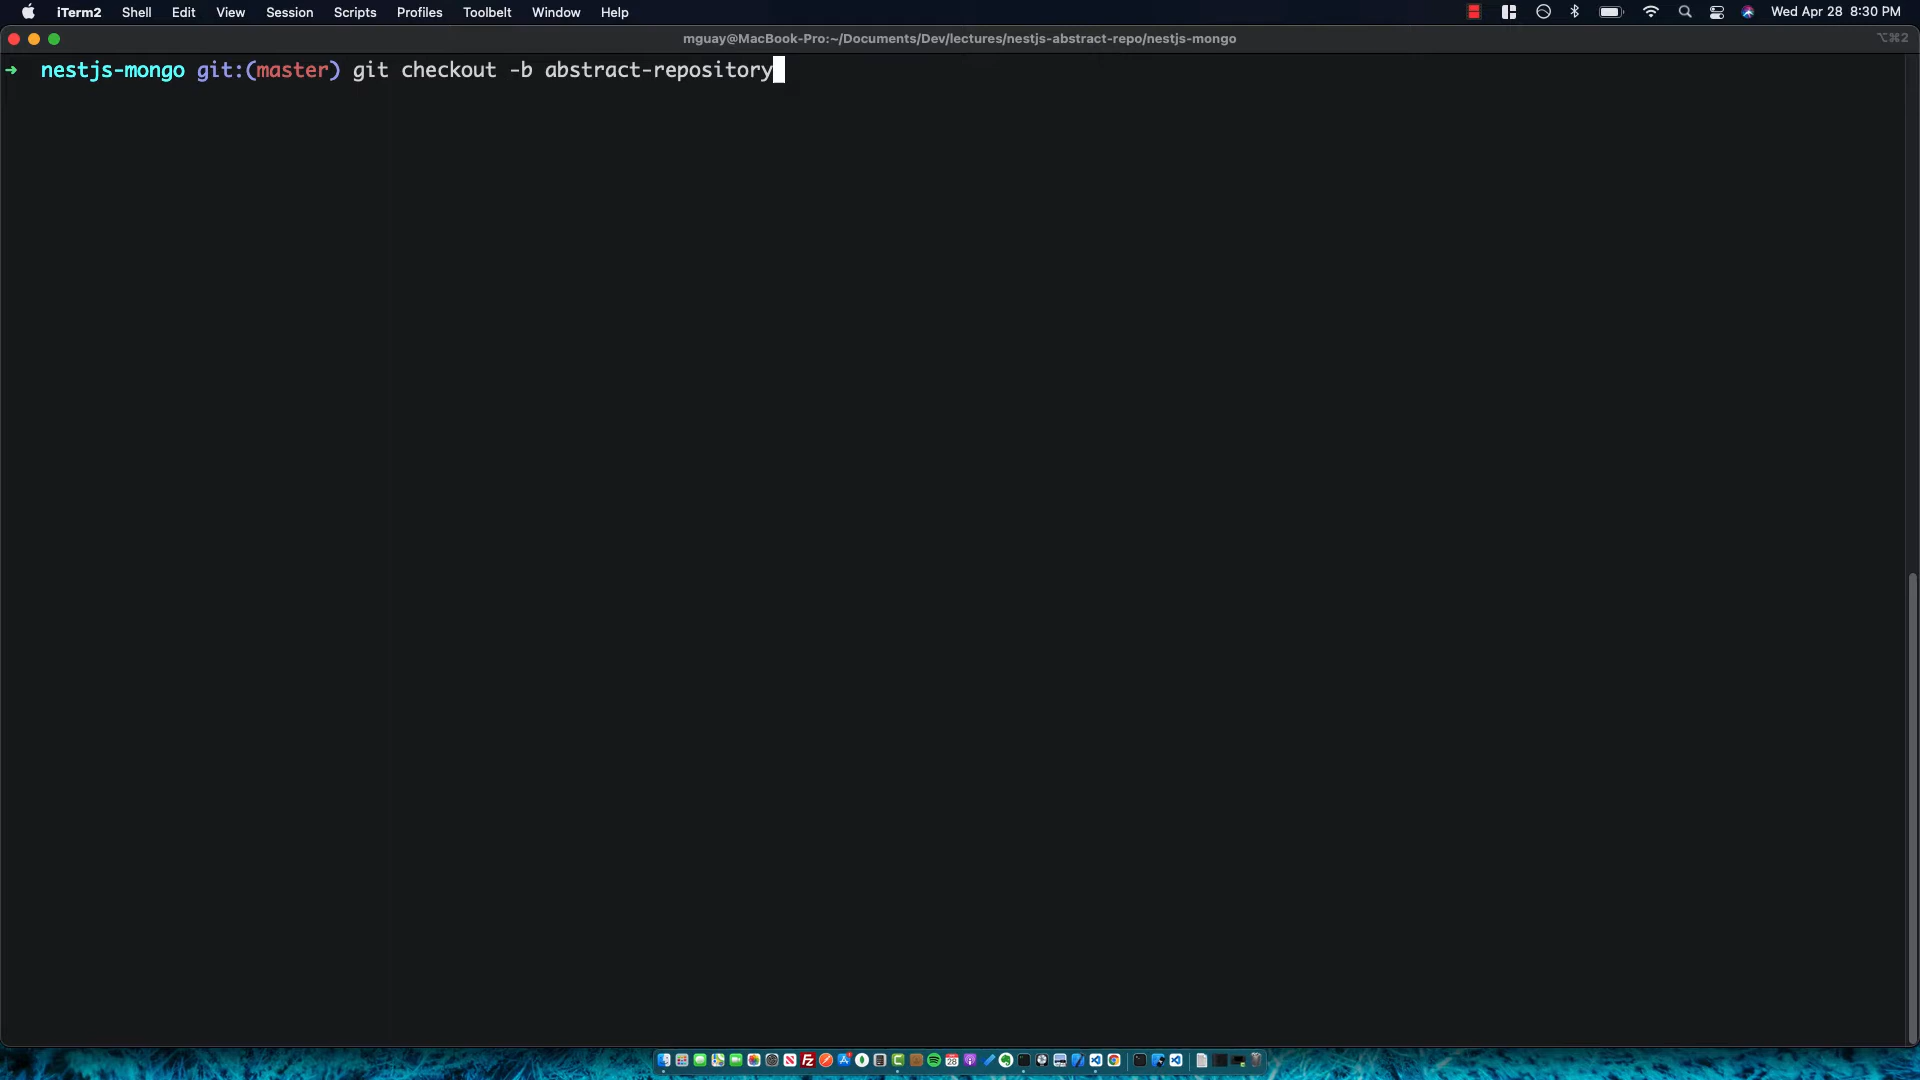 iTerm2 Shell Edit View Session Scripts Profiles Toolbelt Window Help Wed Apr 28 8:30 PM
mguay@MacBook-Pro:~/Documents/Dev/lectures/nestjs-abstract-repo/nestjs-mongo ⌥⌘2
➜ nestjs-mongo git:(master) git checkout -b abstract-repository